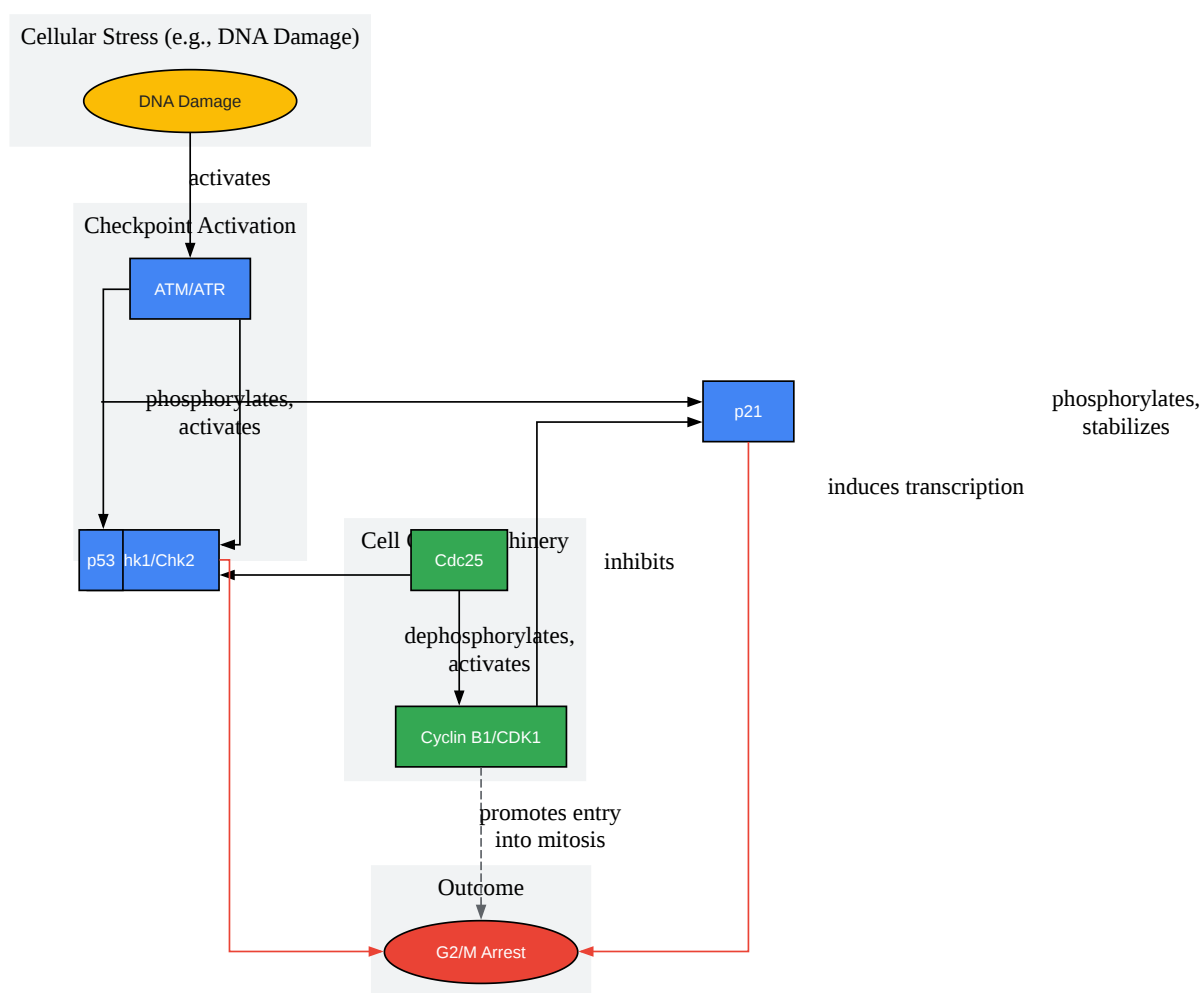 Cellular Stress (e.g., DNA Damage)
DNA Damage
activates
Checkpoint Activation
ATM/ATR
phosphorylates,
activates
p21
phosphorylates,
stabilizes
induces transcription
p53
hk1/Chk2
Cell
hinery
Cdc25
inhibits
dephosphorylates,
activates
Cyclin B1/CDK1
promotes entry
into mitosis
Outcome
G2/M Arrest